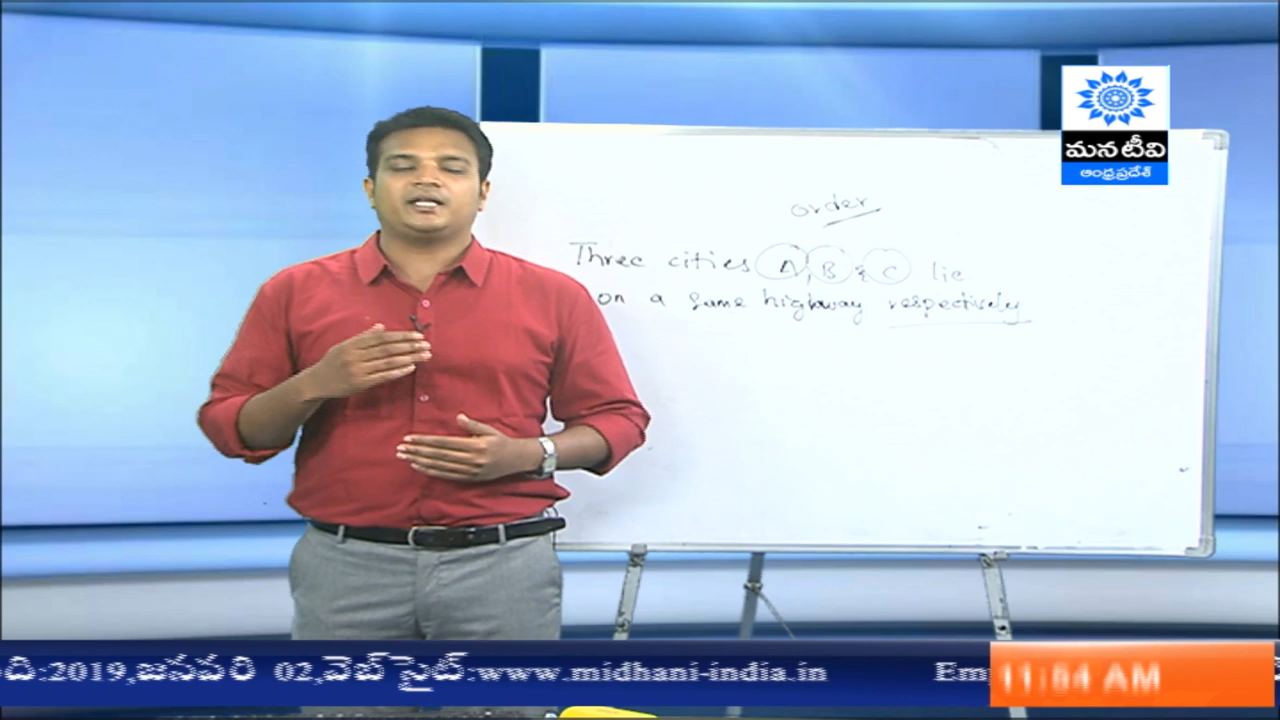 మన టీవి
ఆంధ్రప్రదేశ్
order
Three cities A, B & C lie
on a same highway respectively
ది:2019,జనవరి 02,వెబ్ సైట్:www.midhani-india.in Em
11:54 AM